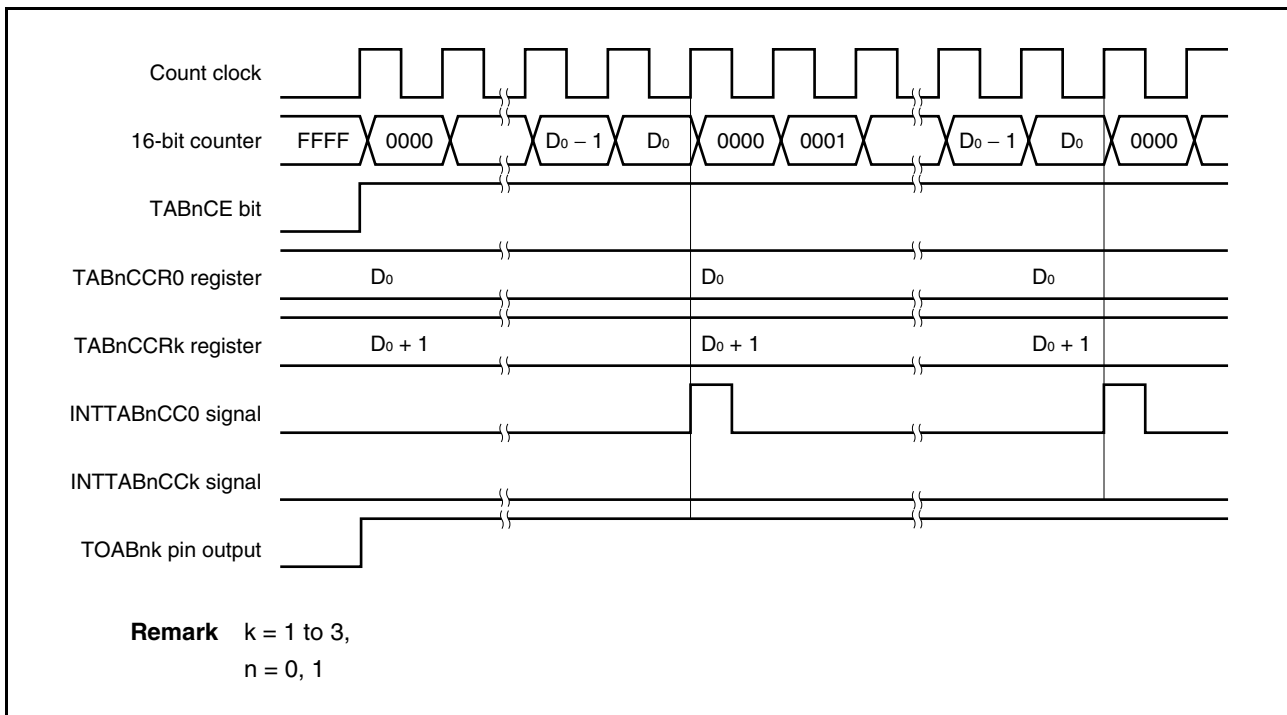 Count clock
16-bit counter FFFF 0000 D0 − 1 D0 0000 0001 D0 − 1 D0 0000
TABnCE bit
TABnCCR0 register D0 D0 D0
TABnCCRk register D0 + 1 D0 + 1 D0 + 1
INTTABnCC0 signal
INTTABnCCk signal
TOABnk pin output
Remark k = 1 to 3,
n = 0, 1